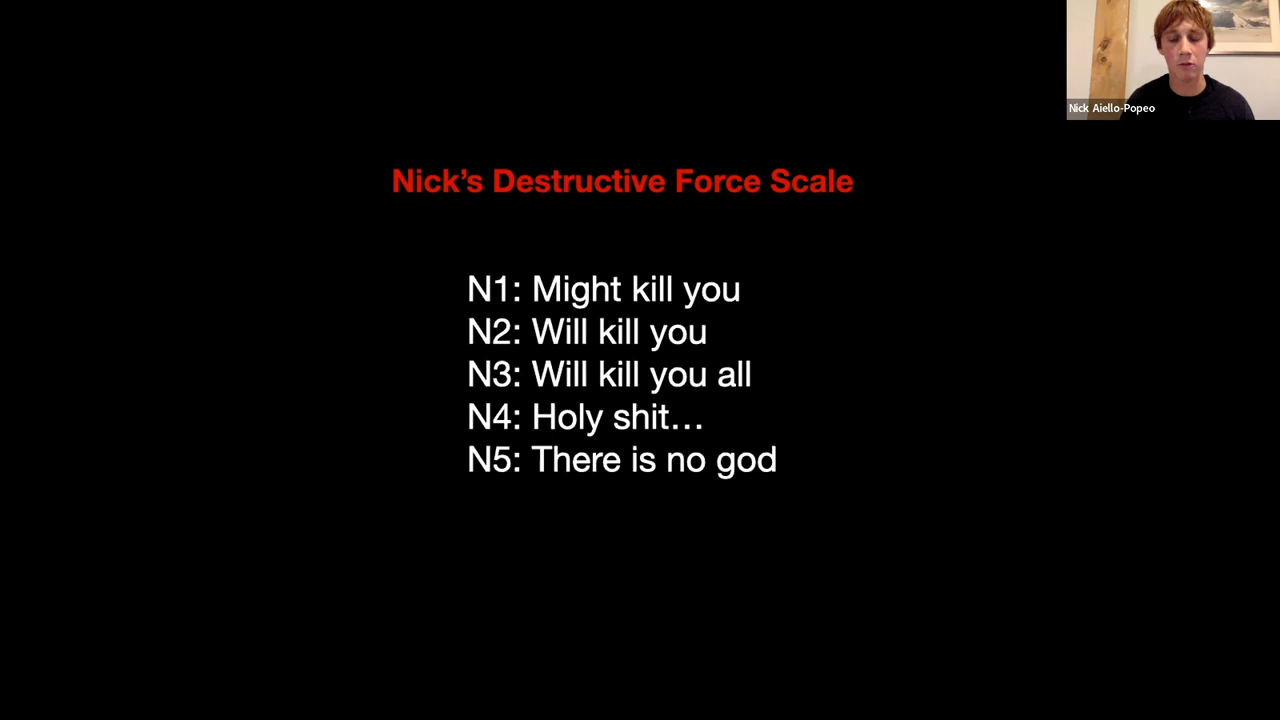 Nick Aiello-Popeo
Nick’s Destructive Force Scale
N1: Might kill you
N2: Will kill you
N3: Will kill you all
N4: Holy shit…
N5: There is no god